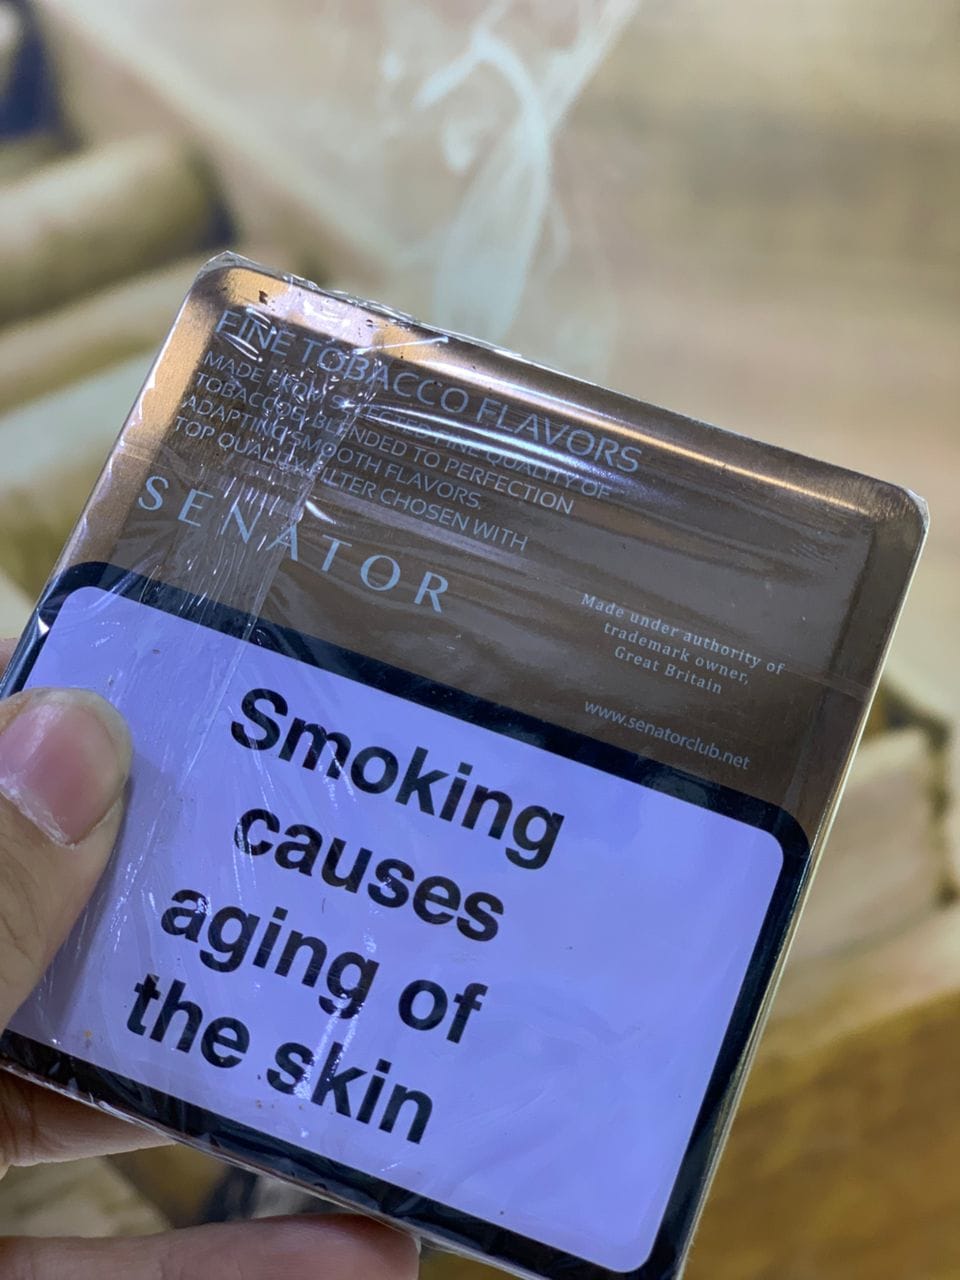 FINE TOBACCO FLAVORS
MADE FROM SELECTED FINE QUALITY OF
TOBACCOS, BLENDED TO PERFECTION
ADAPTING SMOOTH FLAVORS.
TOP QUALITY FILTER CHOSEN WITH
SENATOR
Made under authority of
trademark owner,
Great Britain
www.senatorclub.net
Smoking
causes
aging of
the skin